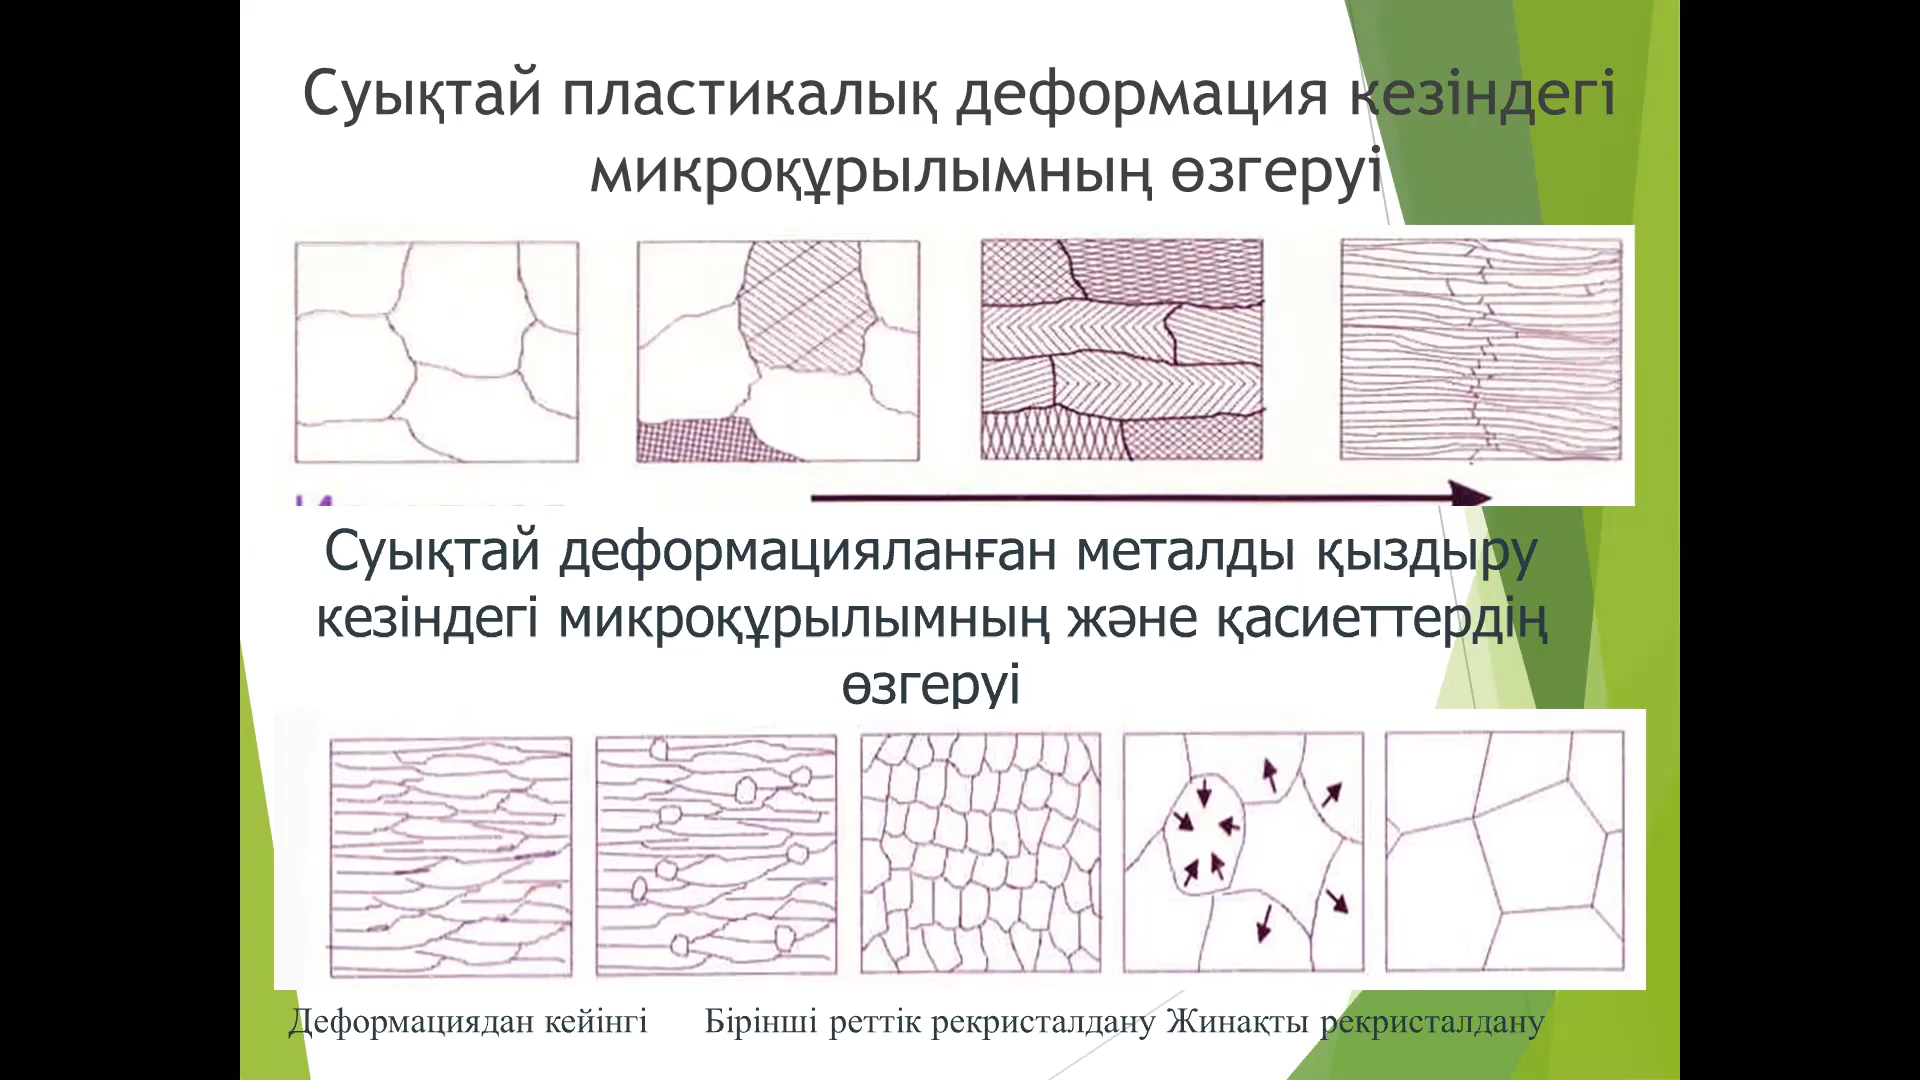 Суықтай пластикалық деформация кезіндегі
микроқұрылымның өзгеруі
Суықтай деформацияланған металды қыздыру
кезіндегі микроқұрылымның және қасиеттердің
өзгеруі
Деформациядан кейінгі Бірінші реттік рекристалдану Жинақты рекристалдану